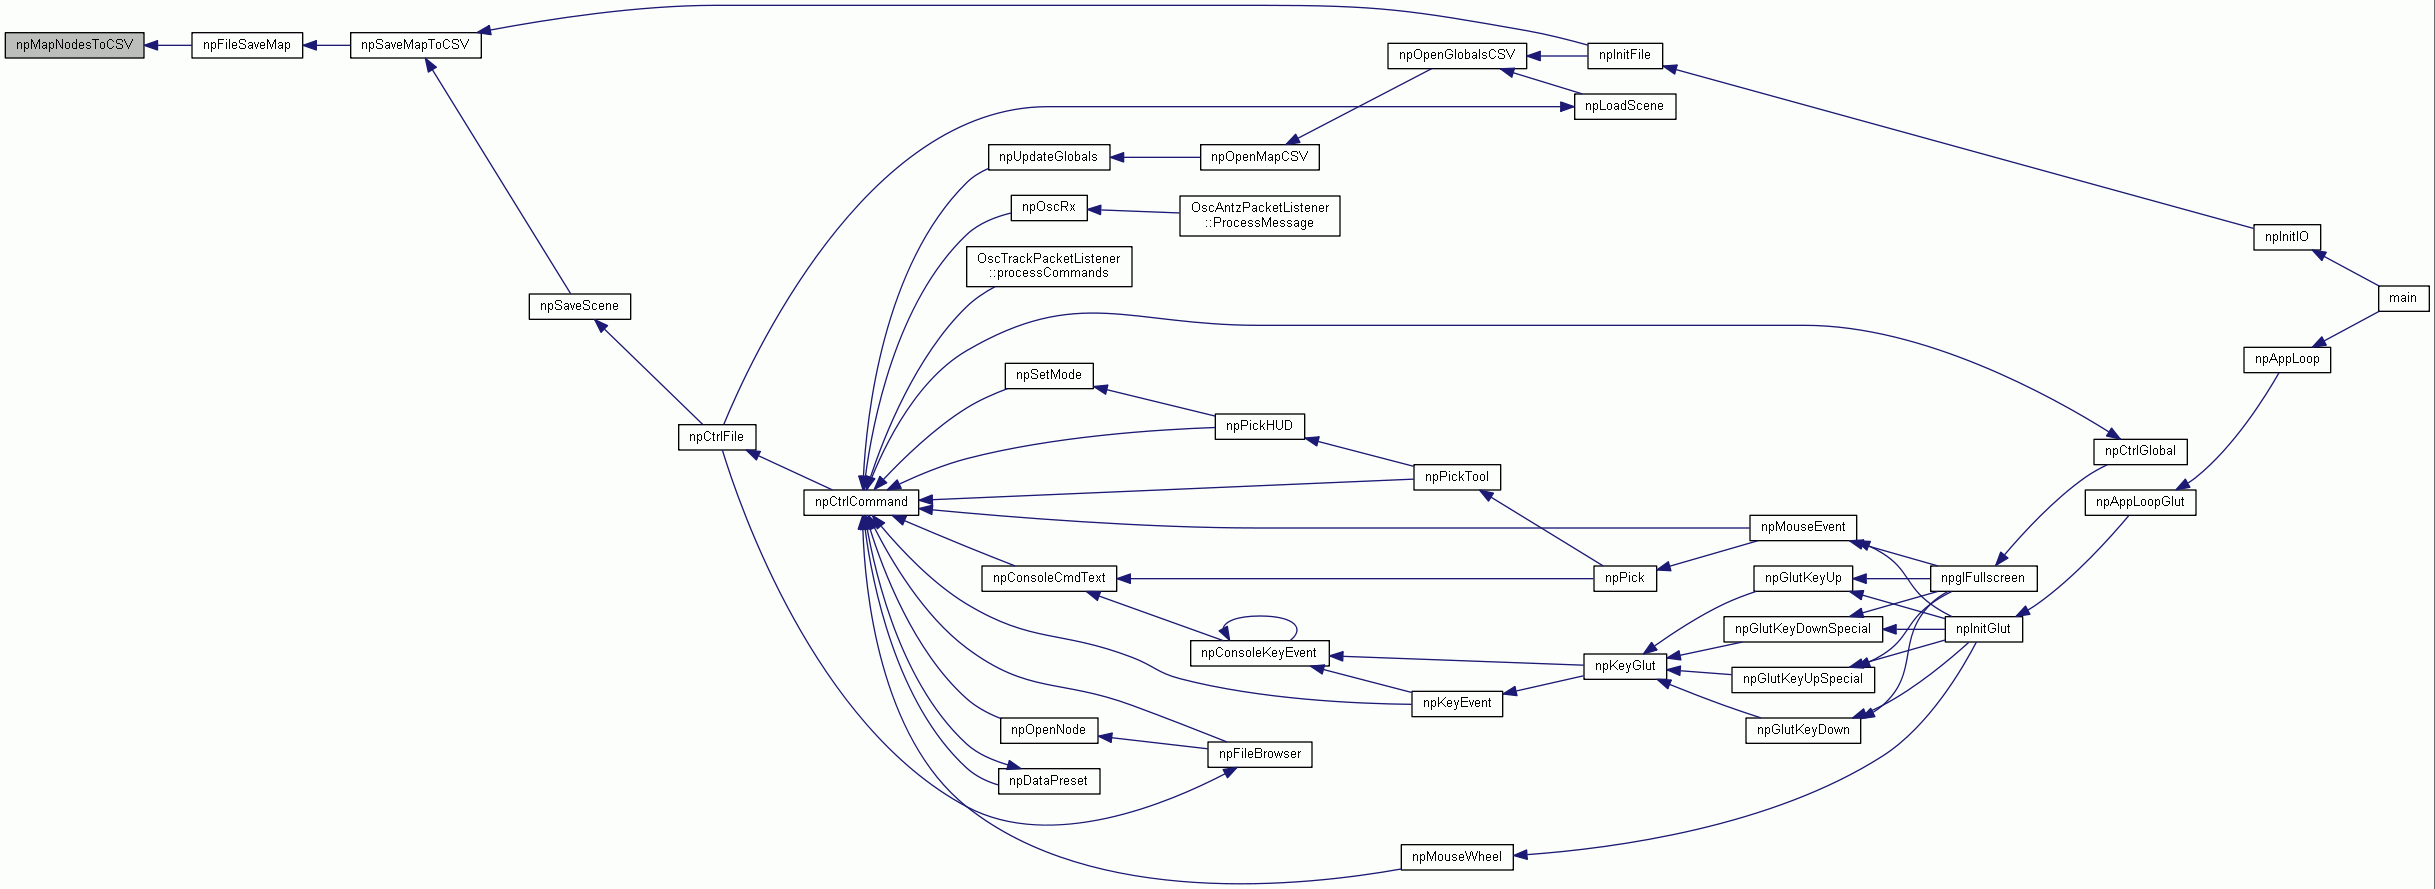 npMapNodesToCSV
npFileSaveMap
npSaveMapToCSV
npOpenGlobalsCSV
npInitFile
npLoadScene
npUpdateGlobals
npOpenMapCSV
npOscRx
OscAntzPacketListener
::ProcessMessage
npInitIO
OscTrackPacketListener
::processCommands
npSaveScene
main
npSetMode
npAppLoop
npPickHUD
npCtrlFile
npCtrlGlobal
npPickTool
npCtrlCommand
npAppLoopGlut
npMouseEvent
npConsoleCmdText
npPick
npGlutKeyUp
npglFullscreen
npGlutKeyDownSpecial
npInitGlut
npConsoleKeyEvent
npKeyGlut
npGlutKeyUpSpecial
npKeyEvent
npOpenNode
npGlutKeyDown
npFileBrowser
npDataPreset
npMouseWheel